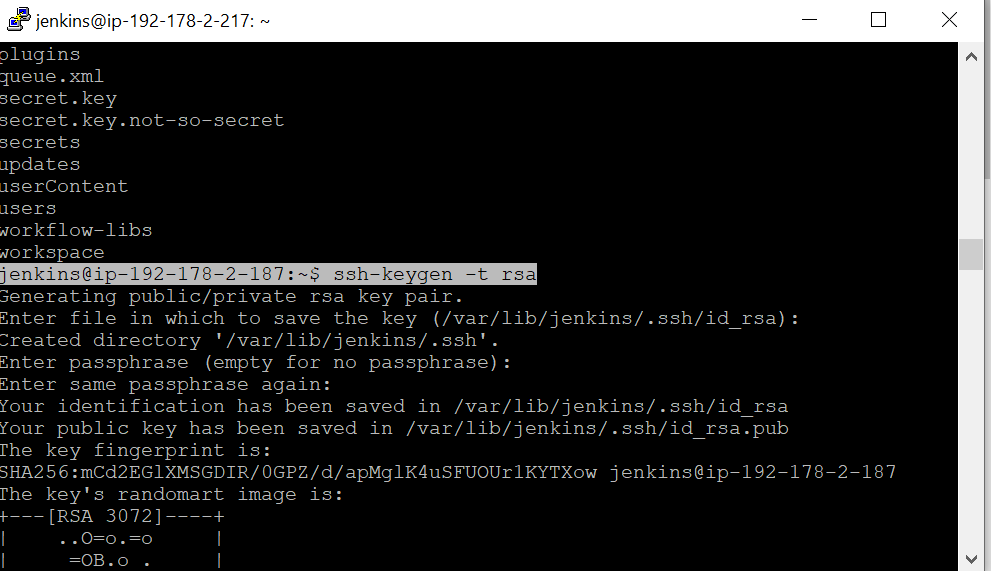 jenkins@ip-192-178-2-217: ~
plugins
queue.xml
secret.key
secret.key.not-so-secret
secrets
updates
userContent
users
workflow-libs
workspace
jenkins@ip-192-178-2-187:~$ ssh-keygen -t rsa
Generating public/private rsa key pair.
Enter file in which to save the key (/var/lib/jenkins/.ssh/id_rsa):
Created directory '/var/lib/jenkins/.ssh'.
Enter passphrase (empty for no passphrase):
Enter same passphrase again:
Your identification has been saved in /var/lib/jenkins/.ssh/id_rsa
Your public key has been saved in /var/lib/jenkins/.ssh/id_rsa.pub
The key fingerprint is:
SHA256:mCd2EGlXMSGDIR/0GPZ/d/apMglK4uSFUOUr1KYTXow jenkins@ip-192-178-2-187
The key's randomart image is:
+---[RSA 3072]----+
|    ..O=o.=o     |
|     =OB.o .     |